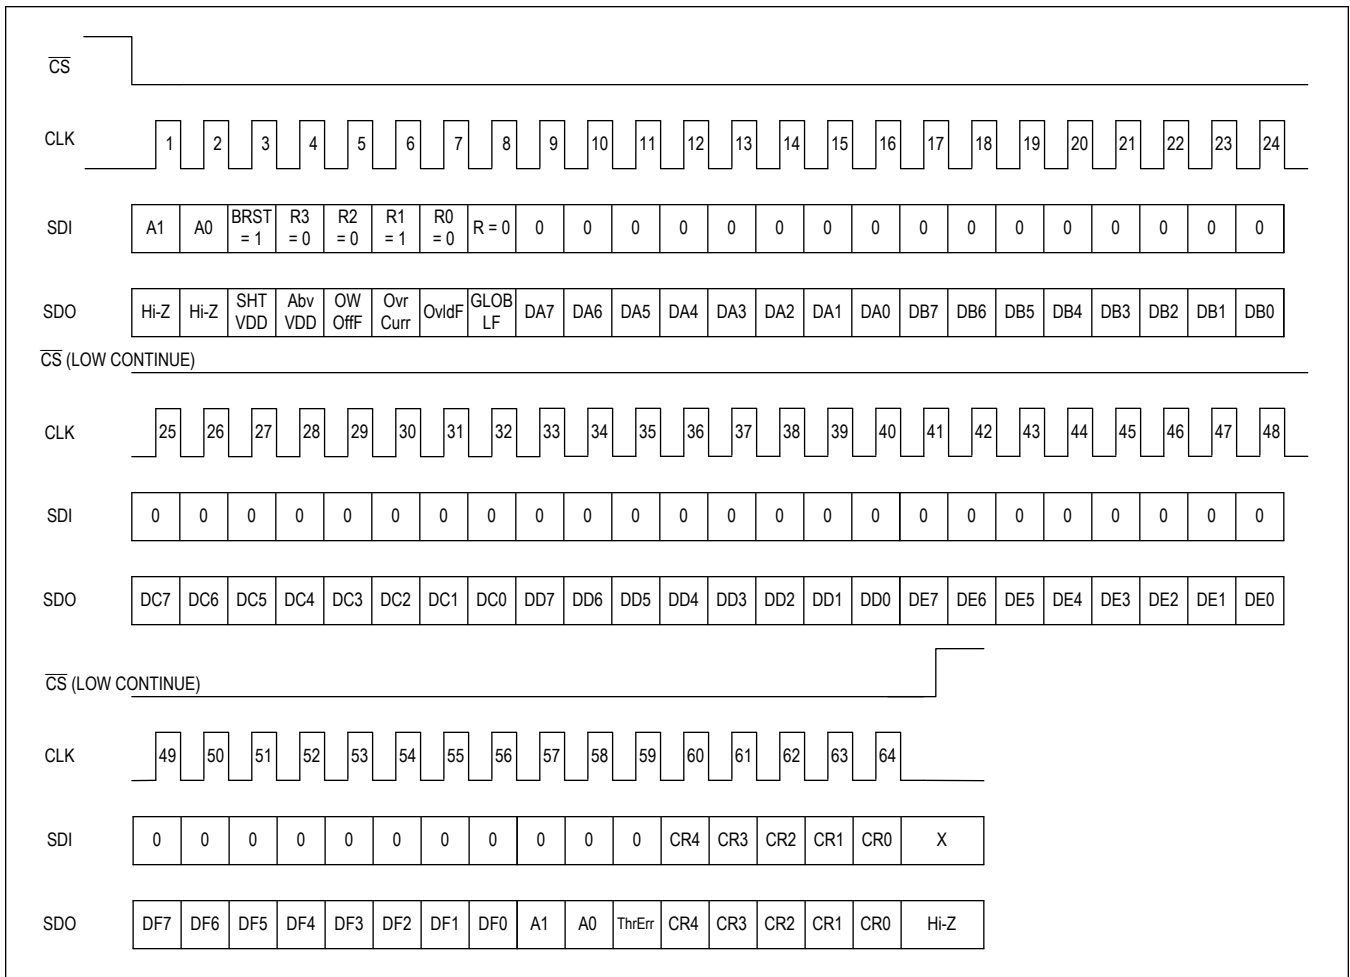 CS
CLK 1 2 3 4 5 6 7 8 9 10 11 12 13 14 15 16 17 18 19 20 21 22 23 24
SDI A1 A0 BRST = 1 R3 = 0 R2 = 0 R1 = 1 R0 = 0 R = 0 0 0 0 0 0 0 0 0 0 0 0 0 0 0 0 0
SDO Hi-Z Hi-Z SHT VDD Abv VDD OW OffF Ovr Curr OvldF GLOB LF DA7 DA6 DA5 DA4 DA3 DA2 DA1 DA0 DB7 DB6 DB5 DB4 DB3 DB2 DB1 DB0
CS (LOW CONTINUE)
CLK 25 26 27 28 29 30 31 32 33 34 35 36 37 38 39 40 41 42 43 44 45 46 47 48
SDI 0 0 0 0 0 0 0 0 0 0 0 0 0 0 0 0 0 0 0 0 0 0 0 0
SDO DC7 DC6 DC5 DC4 DC3 DC2 DC1 DC0 DD7 DD6 DD5 DD4 DD3 DD2 DD1 DD0 DE7 DE6 DE5 DE4 DE3 DE2 DE1 DE0
CS (LOW CONTINUE)
CLK 49 50 51 52 53 54 55 56 57 58 59 60 61 62 63 64
SDI 0 0 0 0 0 0 0 0 0 0 0 CR4 CR3 CR2 CR1 CR0 X
SDO DF7 DF6 DF5 DF4 DF3 DF2 DF1 DF0 A1 A0 ThrErr CR4 CR3 CR2 CR1 CR0 Hi-Z